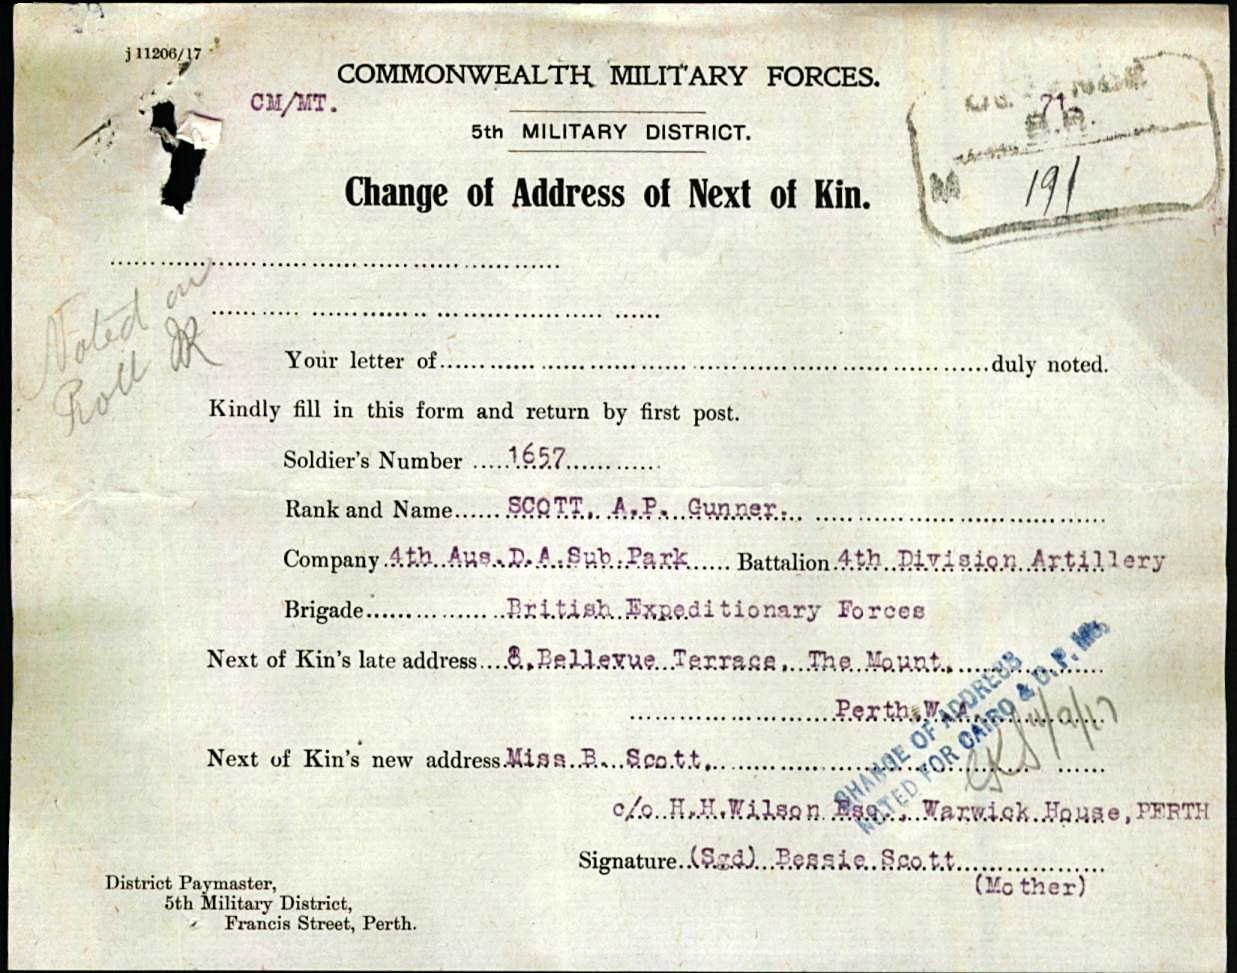 j 11206/17
COMMONWEALTH MILITARY FORCES.
CM/MT.
71
5th MILITARY DISTRICT.
191
Change of Address of Next of Kin.
Noted on
Roll
Your letter of duly noted.
Kindly fill in this form and return by first post.
Soldier's Number 1657
Rank and Name SCOTT, A.P. Gunner.
Company 4th Aus.D.A.Sub.Park Battalion 4th Division Artillery
Brigade British Expeditionary Forces
Next of Kin's late address 8,Bellevue Terrace, The Mount,
Perth,W.A.
CHANGE OF ADDRESS
NOTED FOR CAIRO & D.P.
Next of Kin's new address Miss B. Scott,
c/o H.H.Wilson Esq., Warwick House, PERTH
Signature (Sgd) Bessie Scott
(Mother)
District Paymaster,
5th Military District,
Francis Street, Perth.